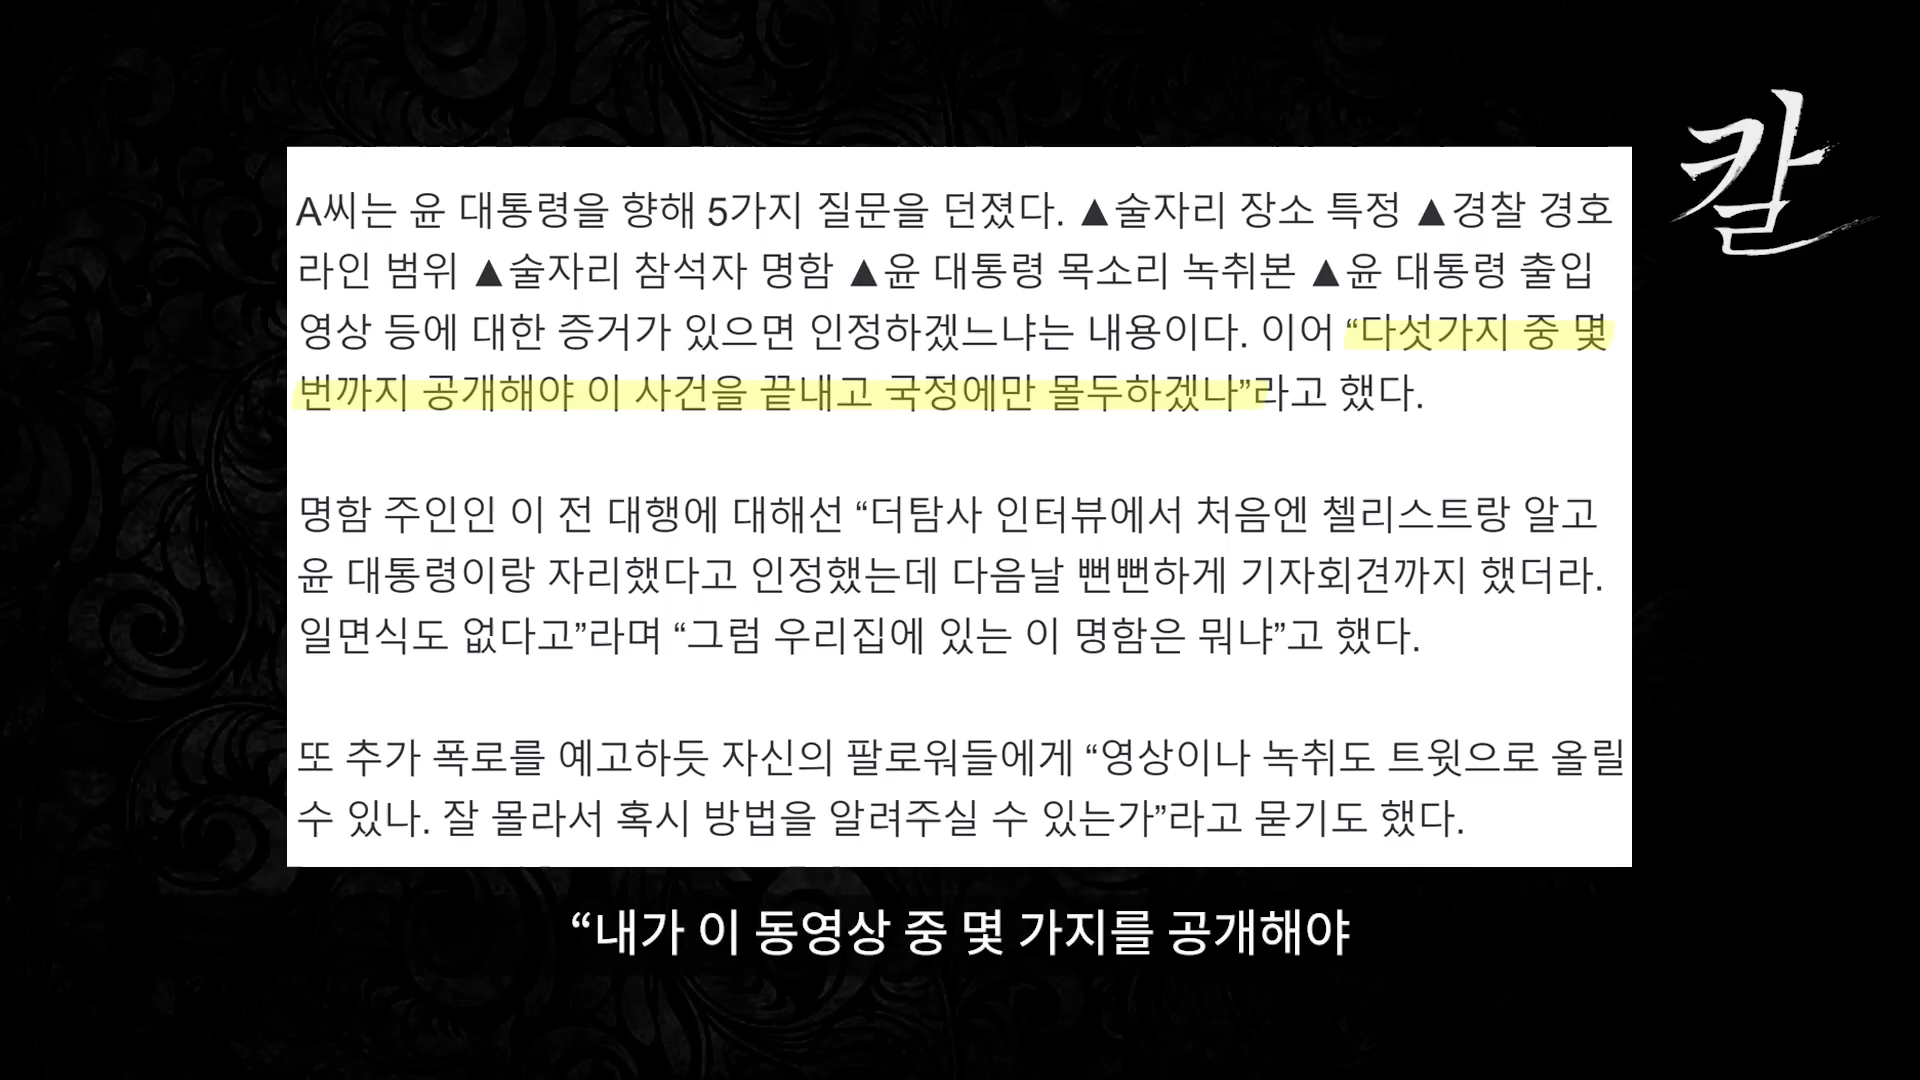 칼
A씨는 윤 대통령을 향해 5가지 질문을 던졌다. ▲술자리 장소 특정 ▲경찰 경호
라인 범위 ▲술자리 참석자 명함 ▲윤 대통령 목소리 녹취본 ▲윤 대통령 출입
영상 등에 대한 증거가 있으면 인정하겠느냐는 내용이다. 이어 “다섯가지 중 몇
번까지 공개해야 이 사건을 끝내고 국정에만 몰두하겠나”라고 했다.
명함 주인인 이 전 대행에 대해선 “더탐사 인터뷰에서 처음엔 첼리스트랑 알고
윤 대통령이랑 자리했다고 인정했는데 다음날 뻔뻔하게 기자회견까지 했더라.
일면식도 없다고”라며 “그럼 우리집에 있는 이 명함은 뭐냐”고 했다.
또 추가 폭로를 예고하듯 자신의 팔로워들에게 “영상이나 녹취도 트윗으로 올릴
수 있나. 잘 몰라서 혹시 방법을 알려주실 수 있는가”라고 묻기도 했다.
“내가 이 동영상 중 몇 가지를 공개해야